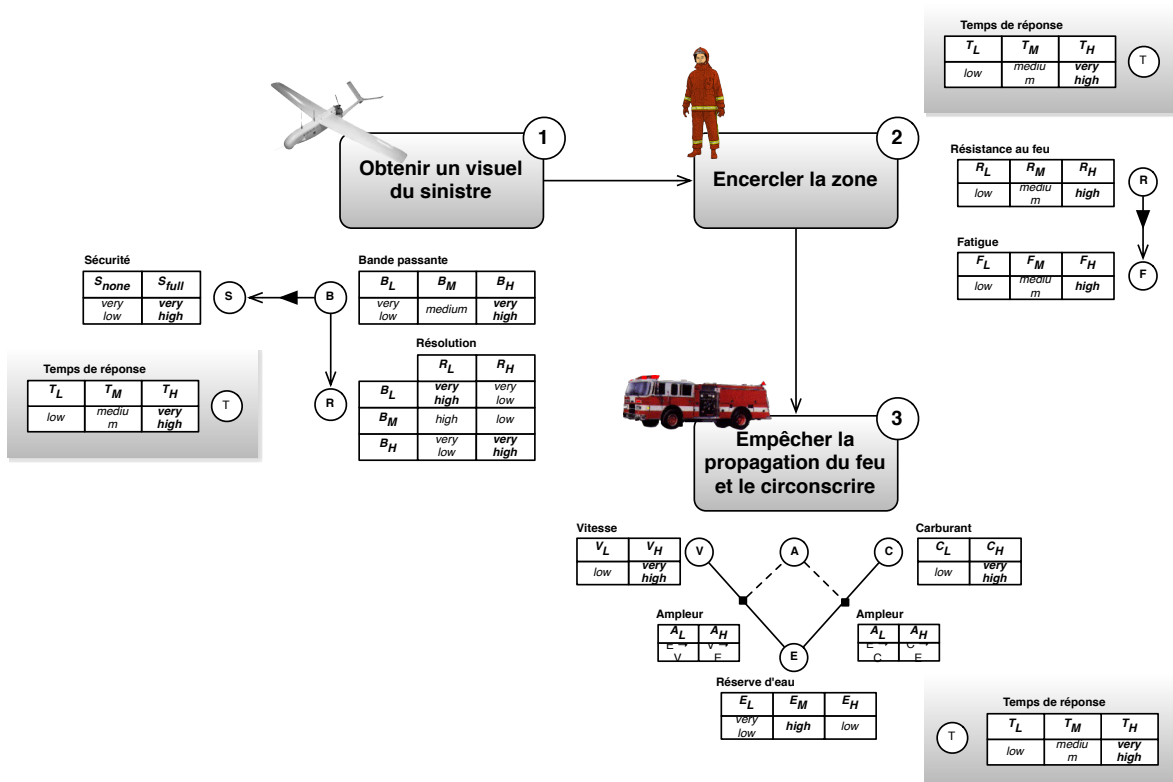 Temps de réponse
T_L T_M T_H
low mediu m very high
T
1
Obtenir un visuel
du sinistre
2
Encercler la zone
Résistance au feu
R_L R_M R_H
low mediu m high
R
Fatigue
F_L F_M F_H
low mediu m high
F
Sécurité
S_none S_full
very low very high
S
B
Bande passante
B_L B_M B_H
very low medium very high
Résolution
R_L R_H
B_L very high very low
B_M high low
B_H very low very high
R
Temps de réponse
T_L T_M T_H
low mediu m very high
T
3
Empêcher la
propagation du feu
et le circonscrire
Vitesse
V_L V_H
low very high
V
A
C
Carburant
C_L C_H
low very high
Ampleur
A_L A_H
E → V V → E
Ampleur
A_L A_H
E → C C → E
E
Réserve d'eau
E_L E_M E_H
very low high low
Temps de réponse
T
T_L T_M T_H
low mediu m very high